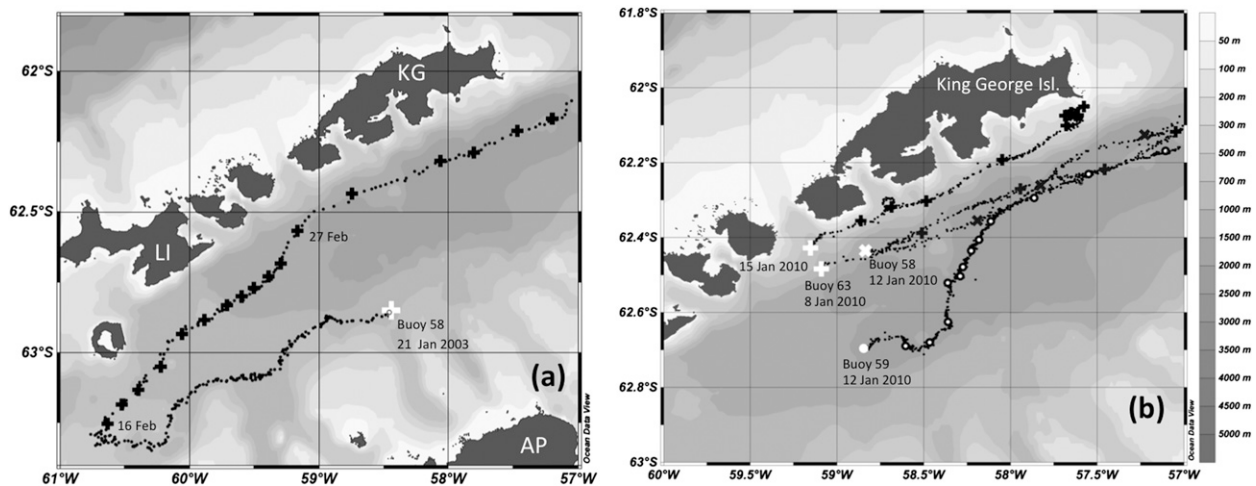 62°S
62.5°S
63°S
61°W
60°W
59°W
58°W
57°W
KG
LI
AP
27 Feb
16 Feb
Buoy 58
21 Jan 2003
(a)
Ocean Data View
61.8°S
62°S
62.2°S
62.4°S
62.6°S
62.8°S
63°S
60°W
59.5°W
59°W
58.5°W
58°W
57.5°W
57°W
King George Isl.
15 Jan 2010
Buoy 63
8 Jan 2010
Buoy 58
12 Jan 2010
Buoy 59
12 Jan 2010
(b)
Ocean Data View
50 m
100 m
200 m
300 m
500 m
700 m
1000 m
1500 m
2000 m
2500 m
3000 m
3500 m
4000 m
4500 m
5000 m